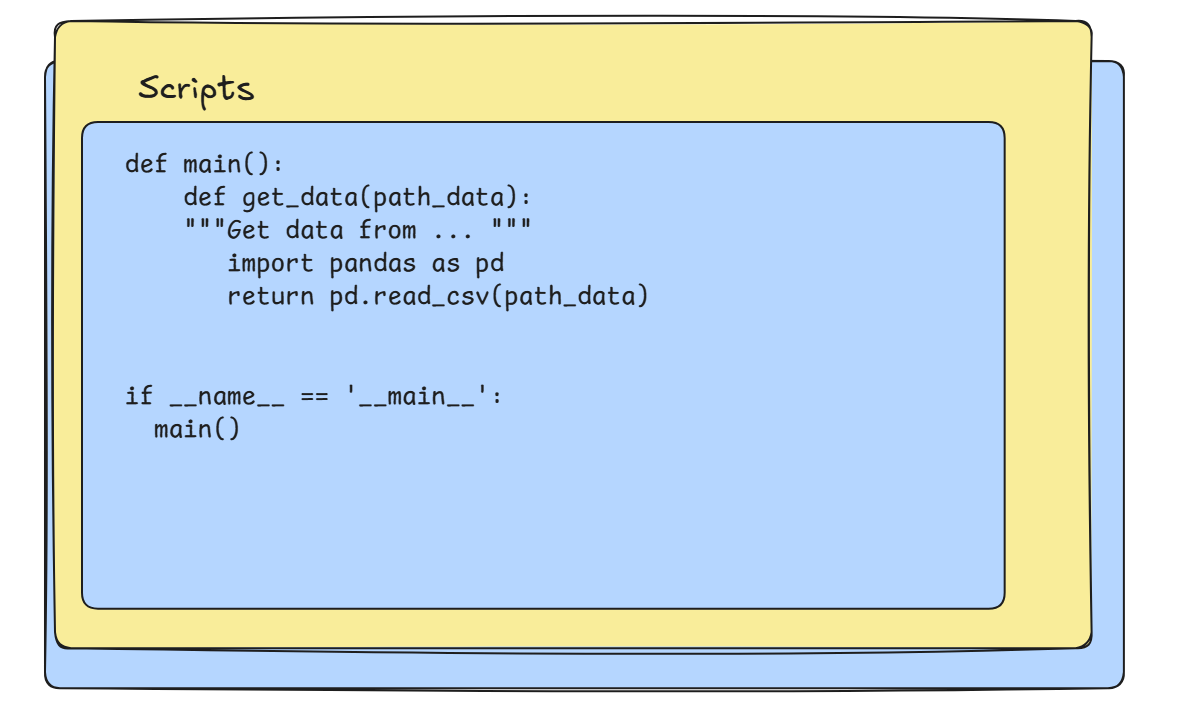 Scripts
def main():
    def get_data(path_data):
    """Get data from ... """
       import pandas as pd
       return pd.read_csv(path_data)
if __name__ == '__main__':
  main()